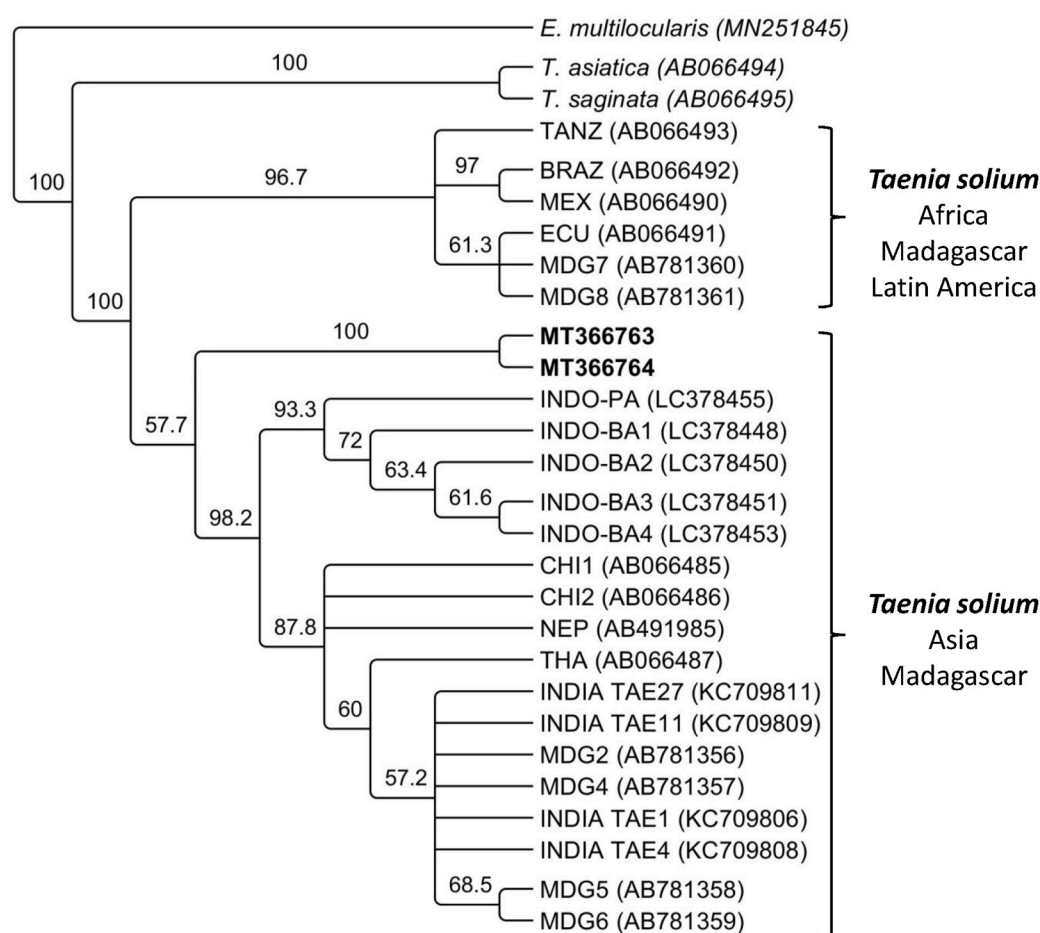 E. multilocularis (MN251845)
100
T. asiatica (AB066494)
T. saginata (AB066495)
TANZ (AB066493)
97
BRAZ (AB066492)
100
96.7
MEX (AB066490)
61.3
ECU (AB066491)
MDG7 (AB781360)
MDG8 (AB781361)
Taenia solium
Africa
Madagascar
Latin America
100
100
MT366763
MT366764
57.7
93.3
INDO-PA (LC378455)
72
INDO-BA1 (LC378448)
63.4
INDO-BA2 (LC378450)
61.6
INDO-BA3 (LC378451)
98.2
INDO-BA4 (LC378453)
CHI1 (AB066485)
CHI2 (AB066486)
87.8
NEP (AB491985)
THA (AB066487)
60
INDIA TAE27 (KC709811)
INDIA TAE11 (KC709809)
MDG2 (AB781356)
57.2
MDG4 (AB781357)
INDIA TAE1 (KC709806)
INDIA TAE4 (KC709808)
68.5
MDG5 (AB781358)
MDG6 (AB781359)
Taenia solium
Asia
Madagascar